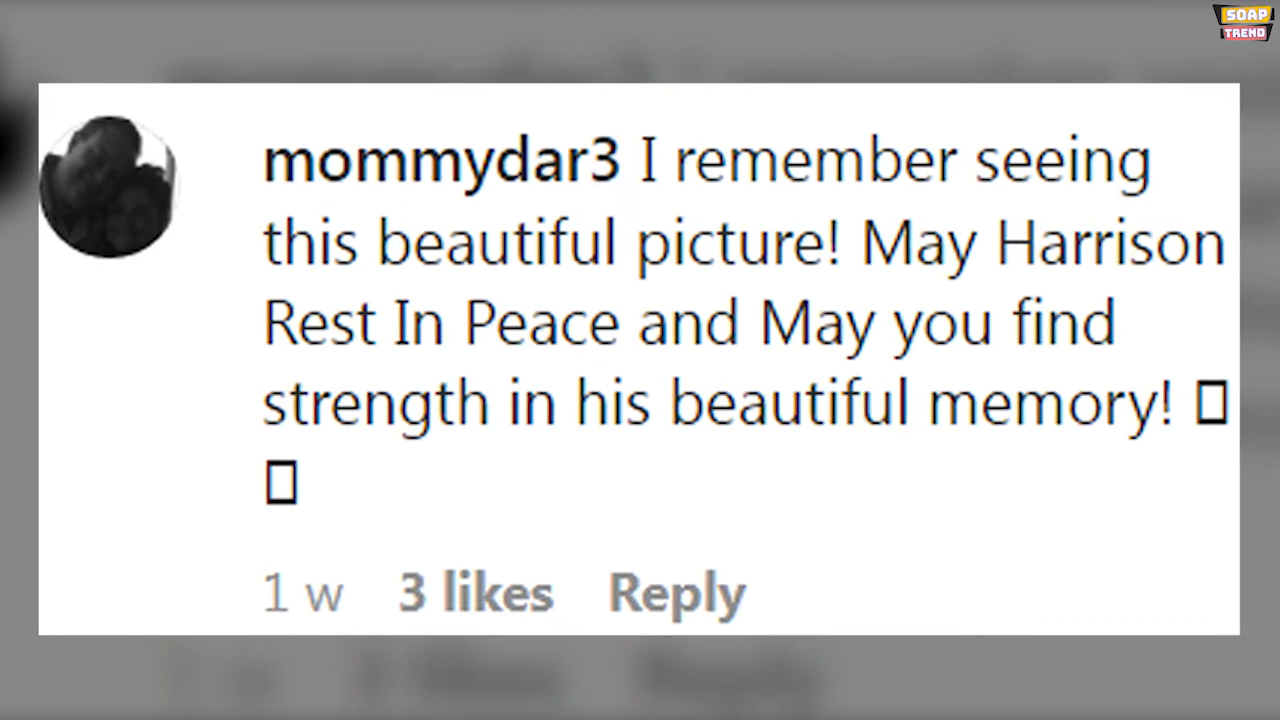 SOAP
TREND
mommydar3 I remember seeing
this beautiful picture! May Harrison
Rest In Peace and May you find
strength in his beautiful memory! □
□
1 w 3 likes Reply